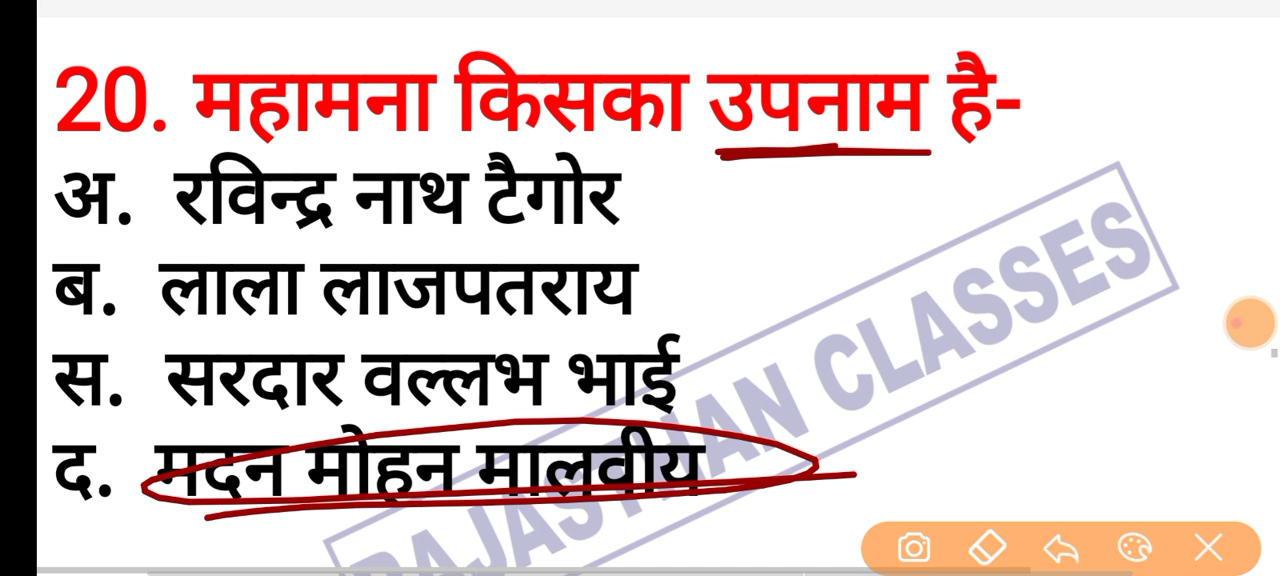 20. महामना किसका उपनाम है-
अ. रविन्द्र नाथ टैगोर
ब. लाला लाजपतराय
स. सरदार वल्लभ भाई
द. मदन मोहन मालवीय
RAJASTHAN CLASSES